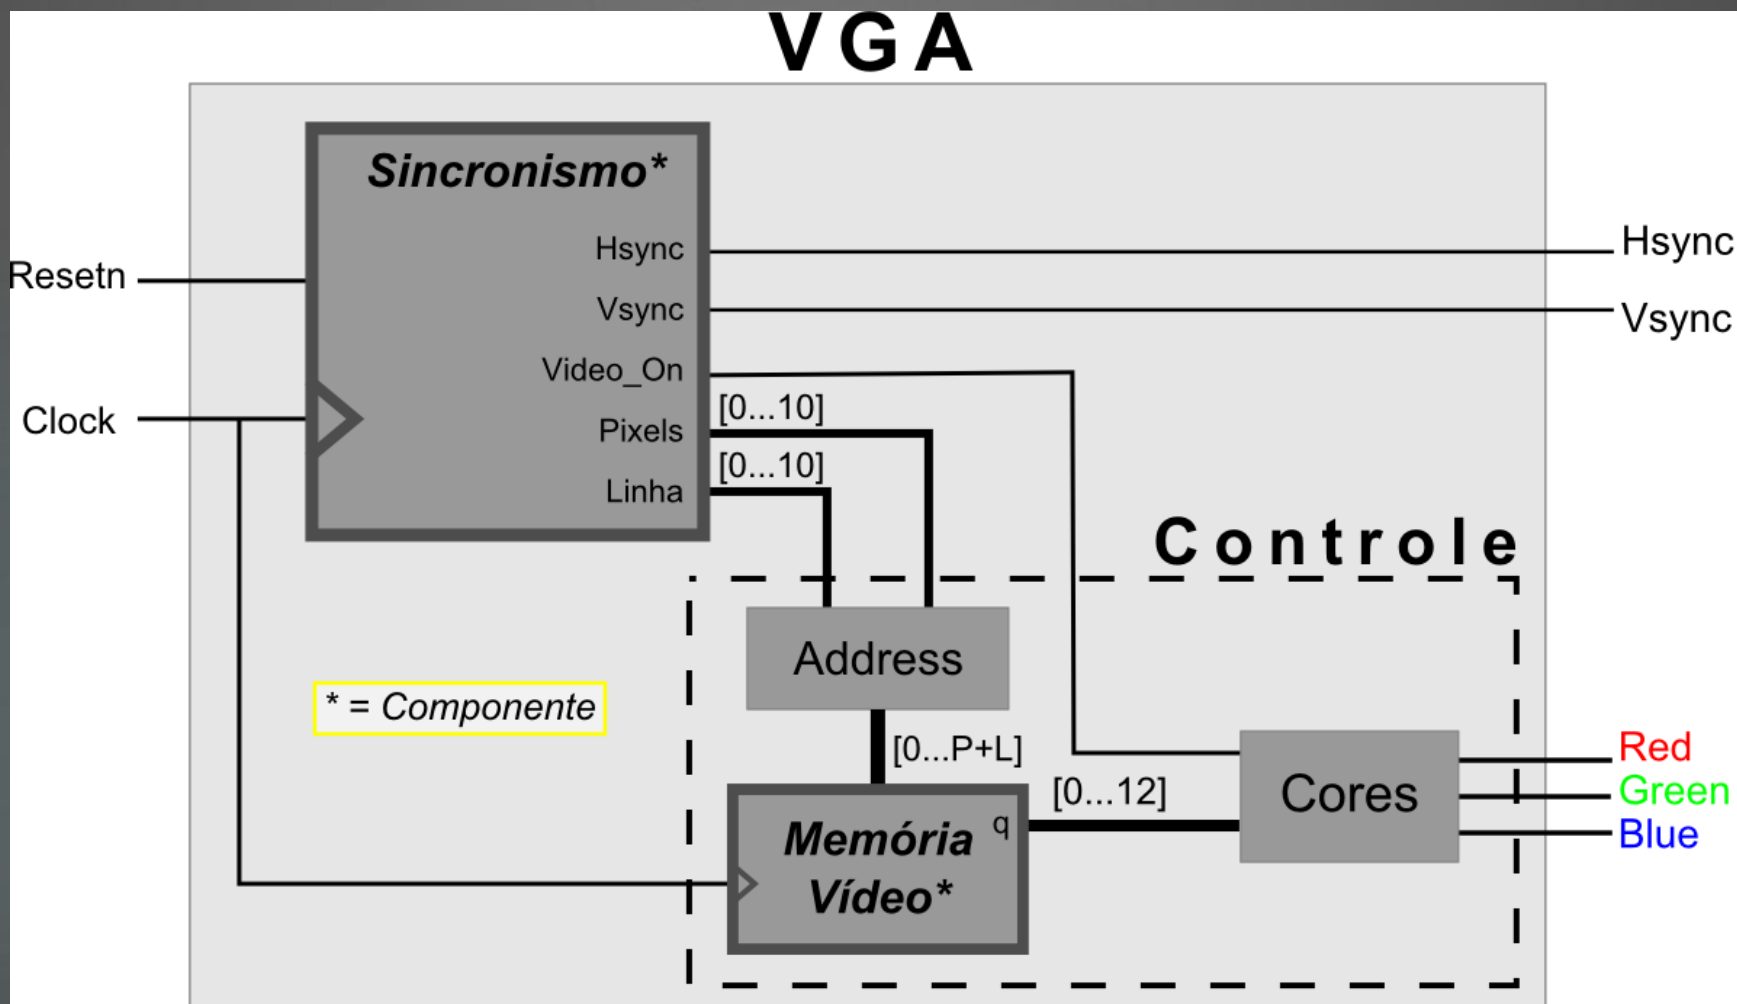 VGA
Sincronismo*
Hsync
Hsync
Resetn
Vsync
Vsync
Video_On
[0...10]
Clock
Pixels
[0...10]
Linha
Controle
Address
* = Componente
[0...P+L]
Red
[0...12]
Cores
Green
q
Memória
Blue
Vídeo*